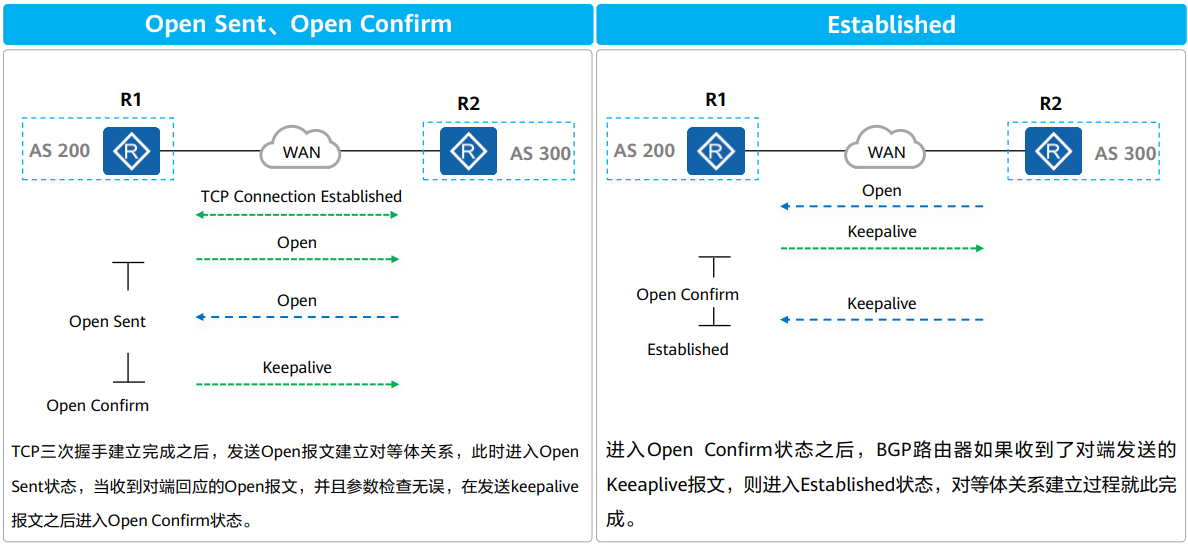 Open Sent、Open Confirm
R1
R2
AS 200
R
WAN
R
AS 300
TCP Connection Established
Open
Open
Open Sent
Keepalive
Open Confirm
TCP三次握手建立完成之后，发送Open报文建立对等体关系，此时进入Open
Sent状态，当收到对端回应的Open报文，并且参数检查无误，在发送keepalive
报文之后进入Open Confirm状态。
Established
R1
R2
AS 200
R
WAN
R
AS 300
Open
Keepalive
Open Confirm
Keepalive
Established
进入Open Confirm状态之后，BGP路由器如果收到了对端发送的
Keeaplive报文，则进入Established状态，对等体关系建立过程就此完
成。